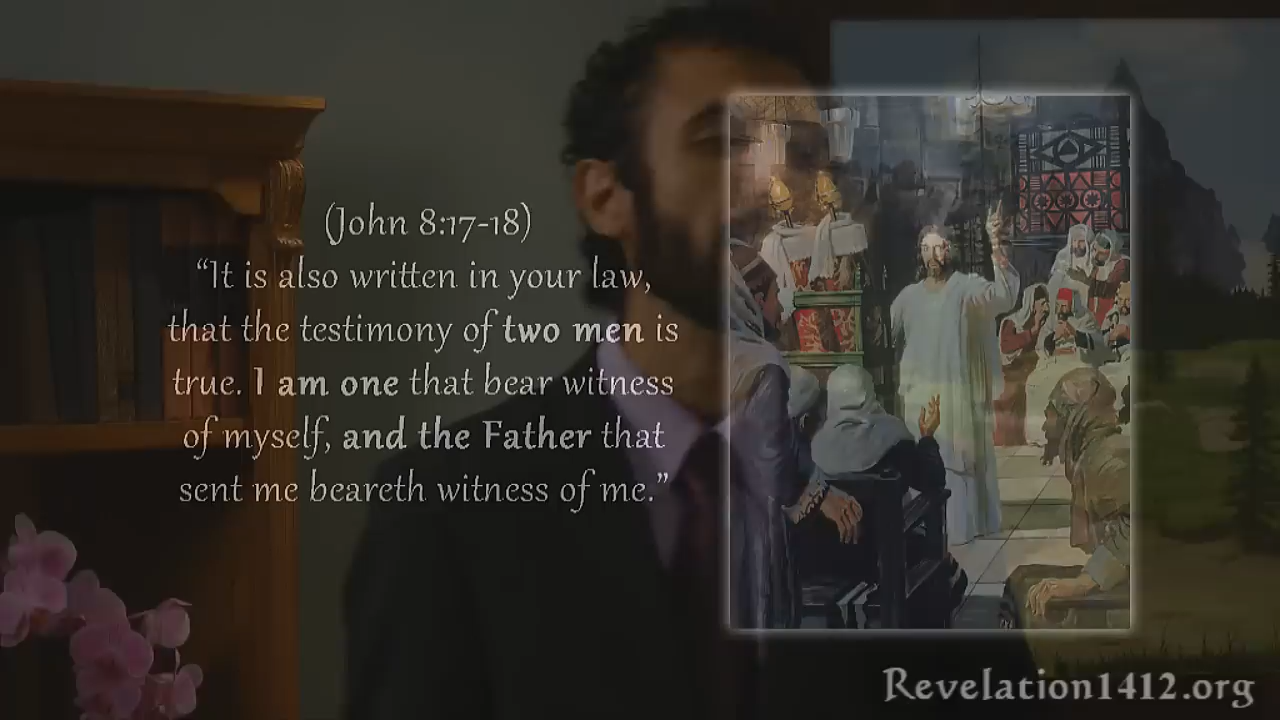 (John 8:17-18)
“It is also written in your law,
that the testimony of two men is
true. I am one that bear witness
of myself, and the Father that
sent me beareth witness of me.”
Revelation1412.org